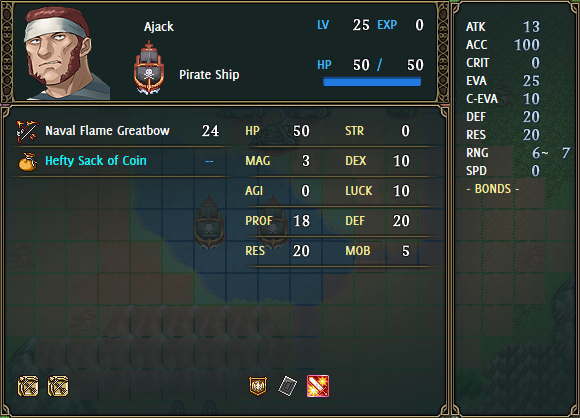 Ajack
LV 25 EXP 0
Pirate Ship
HP 50 / 50
Naval Flame Greatbow 24
Hefty Sack of Coin --
HP 50 STR 0
MAG 3 DEX 10
AGI 0 LUCK 10
PROF 18 DEF 20
RES 20 MOB 5
ATK 13
ACC 100
CRIT 0
EVA 25
C-EVA 10
DEF 20
RES 20
RNG 6~ 7
SPD 0
- BONDS -